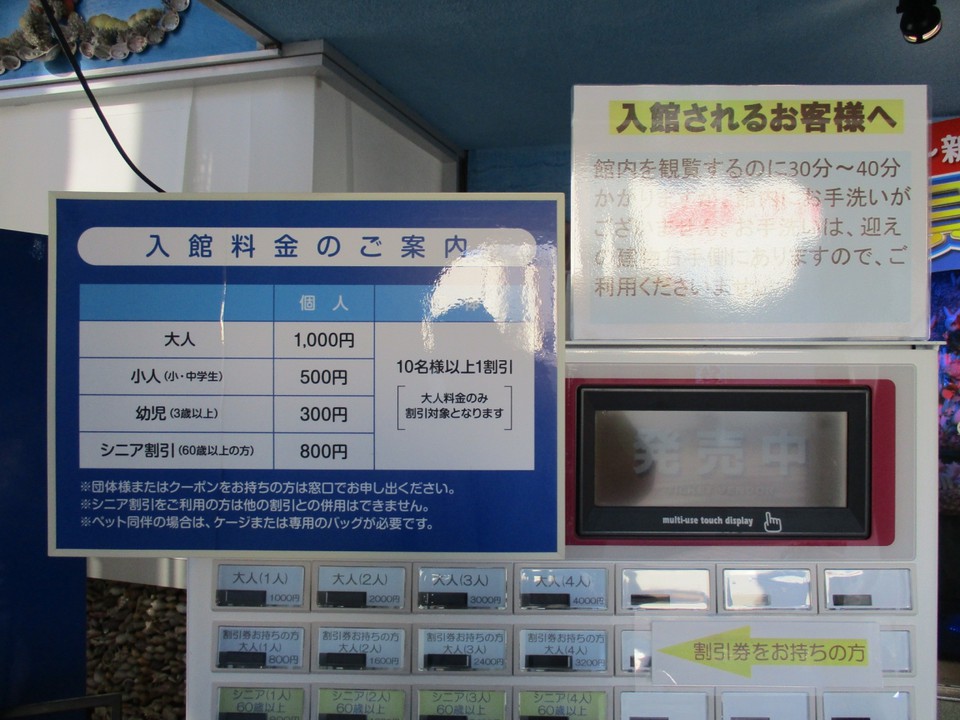 入館されるお客様へ
館内を観覧するのに30分～40分
お手洗いが
お手洗いは、迎え
側にありますので、ご
利用ください
～新
入館料金のご案内
個人
大人 1,000円
小人（小・中学生） 500円
幼児（3歳以上） 300円
シニア割引（60歳以上の方） 800円
10名様以上1割引
大人料金のみ
割引対象となります
※団体様またはクーポンをお持ちの方は窓口でお申し出ください。
※シニア割引をご利用の方は他の割引との併用はできません。
※ペット同伴の場合は、ケージまたは専用のバッグが必要です。
発売中
multi-use touch display
大人(1人) 1000円
大人(2人) 2000円
大人(3人) 3000円
大人(4人) 4000円
割引券お持ちの方
大人(1人) 800円
割引券お持ちの方
大人(2人) 1600円
割引券お持ちの方
大人(3人) 2400円
割引券お持ちの方
大人(4人) 3200円
割引券をお持ちの方
シニア(1人)
60歳以上
シニア(2人)
60歳以上
シニア(3人)
60歳以上
シニア(4人)
60歳以上